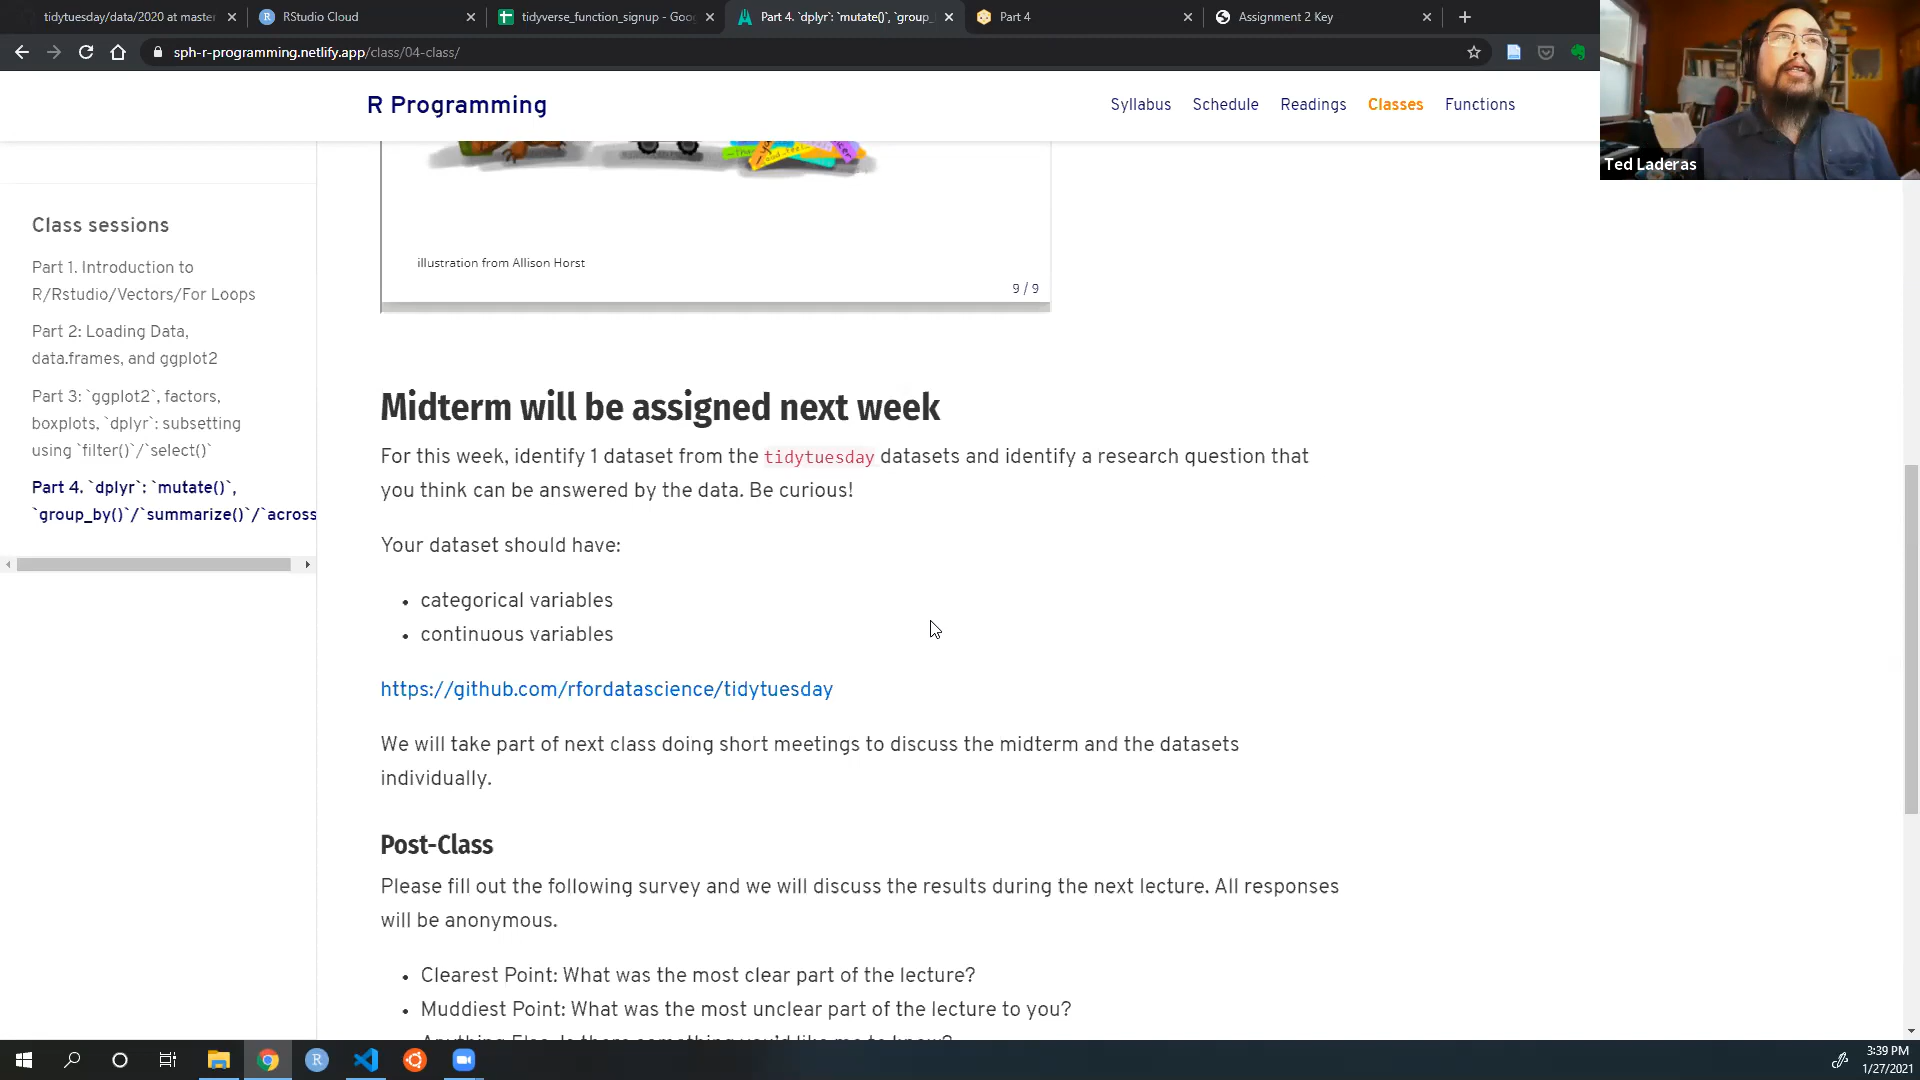 tidytuesday/data/2020 at master
RStudio Cloud
tidyverse_function_signup - Goo
Part 4. `dplyr`: `mutate()`, `group_
Part 4
Assignment 2 Key
sph-r-programming.netlify.app/class/04-class/
R Programming
Syllabus
Schedule
Readings
Classes
Functions
Ted Laderas
Class sessions
Part 1. Introduction to
R/Rstudio/Vectors/For Loops
Part 2: Loading Data,
data.frames, and ggplot2
Part 3: `ggplot2`, factors,
boxplots, `dplyr`: subsetting
using `filter()`/`select()`
Part 4. `dplyr`: `mutate()`,
`group_by()`/`summarize()`/`across
illustration from Allison Horst
9 / 9
Midterm will be assigned next week
For this week, identify 1 dataset from the tidytuesday datasets and identify a research question that
you think can be answered by the data. Be curious!
Your dataset should have:
• categorical variables
• continuous variables
https://github.com/rfordatascience/tidytuesday
We will take part of next class doing short meetings to discuss the midterm and the datasets
individually.
Post-Class
Please fill out the following survey and we will discuss the results during the next lecture. All responses
will be anonymous.
• Clearest Point: What was the most clear part of the lecture?
• Muddiest Point: What was the most unclear part of the lecture to you?
Anything Else: Is there something you'd like me to know?
3:39 PM
1/27/2021